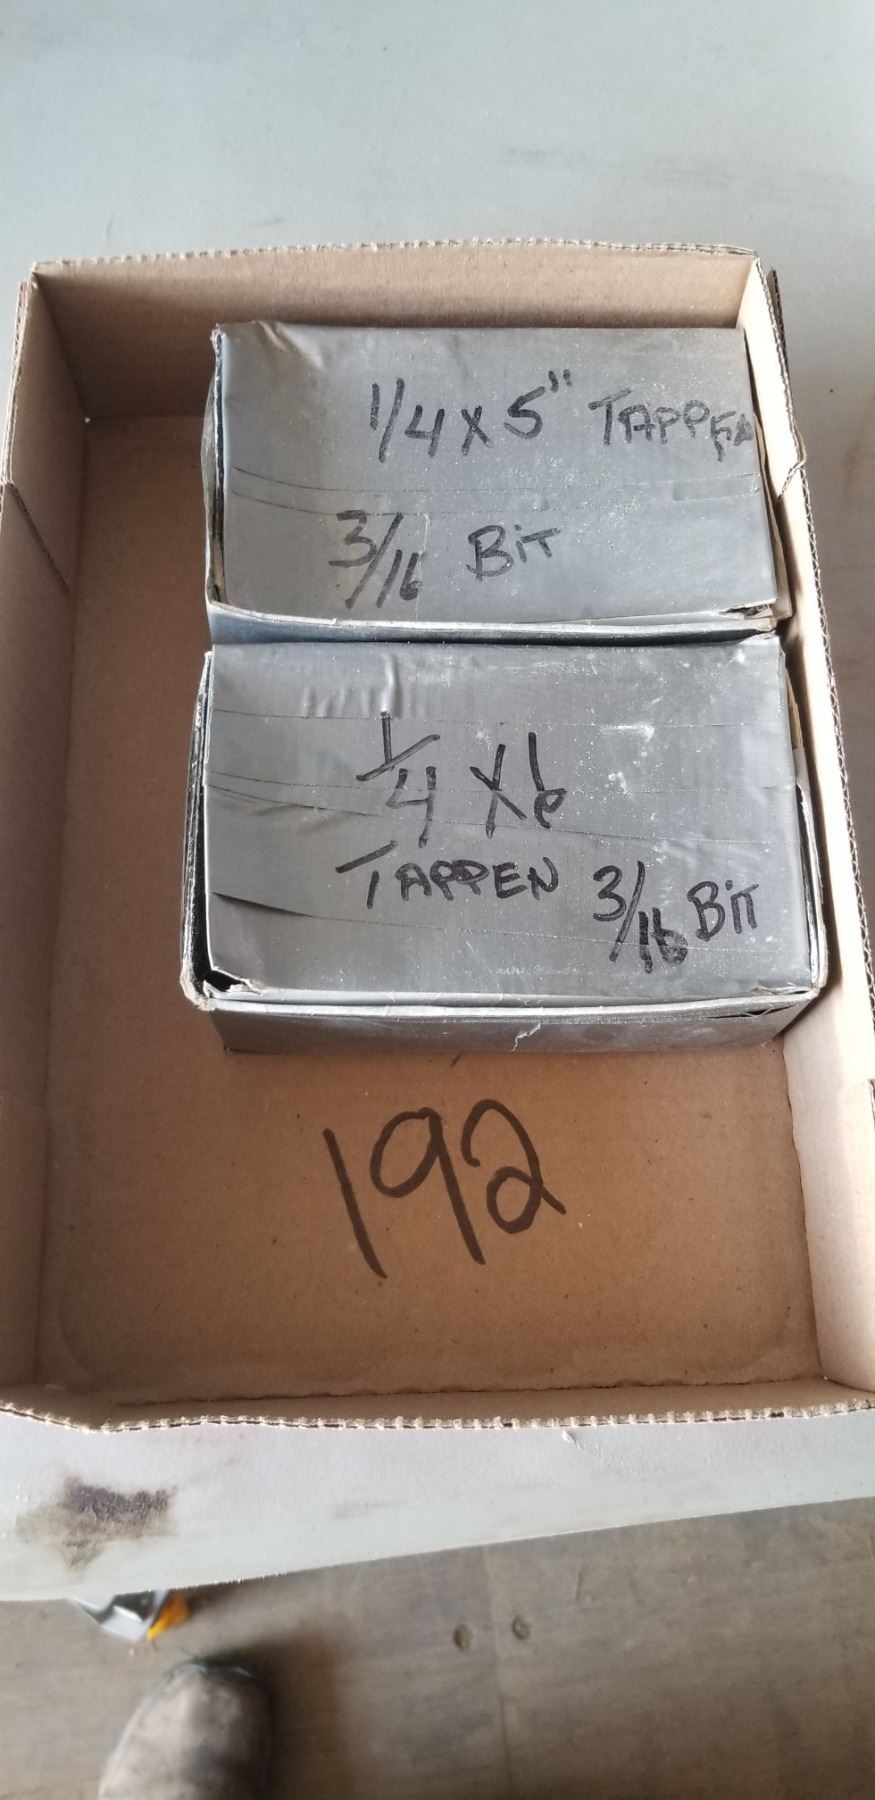 1/4 x 5" TAPPEN
3/16 BiT
1/4 x 6
TAPPEN 3/16 BiT
192